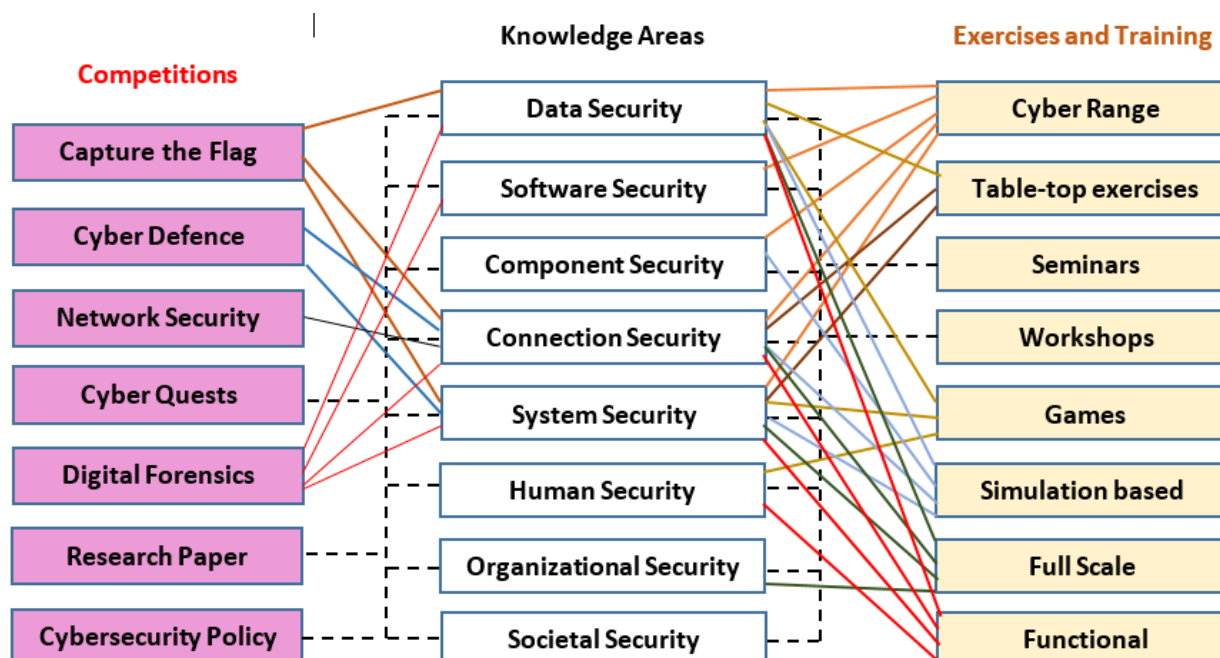 Knowledge Areas
Exercises and Training
Competitions
Data Security
Cyber Range
Capture the Flag
Software Security
Table-top exercises
Cyber Defence
Component Security
Seminars
Network Security
Connection Security
Workshops
Cyber Quests
System Security
Games
Digital Forensics
Human Security
Simulation based
Research Paper
Organizational Security
Full Scale
Cybersecurity Policy
Societal Security
Functional